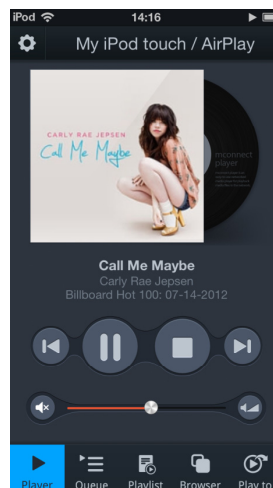 iPod 14:16
My iPod touch / AirPlay
CARLY RAE JEPSEN
Call Me Maybe
mconnect
player
Call Me Maybe
Carly Rae Jepsen
Billboard Hot 100: 07-14-2012
Player Queue Playlist Browser Play to